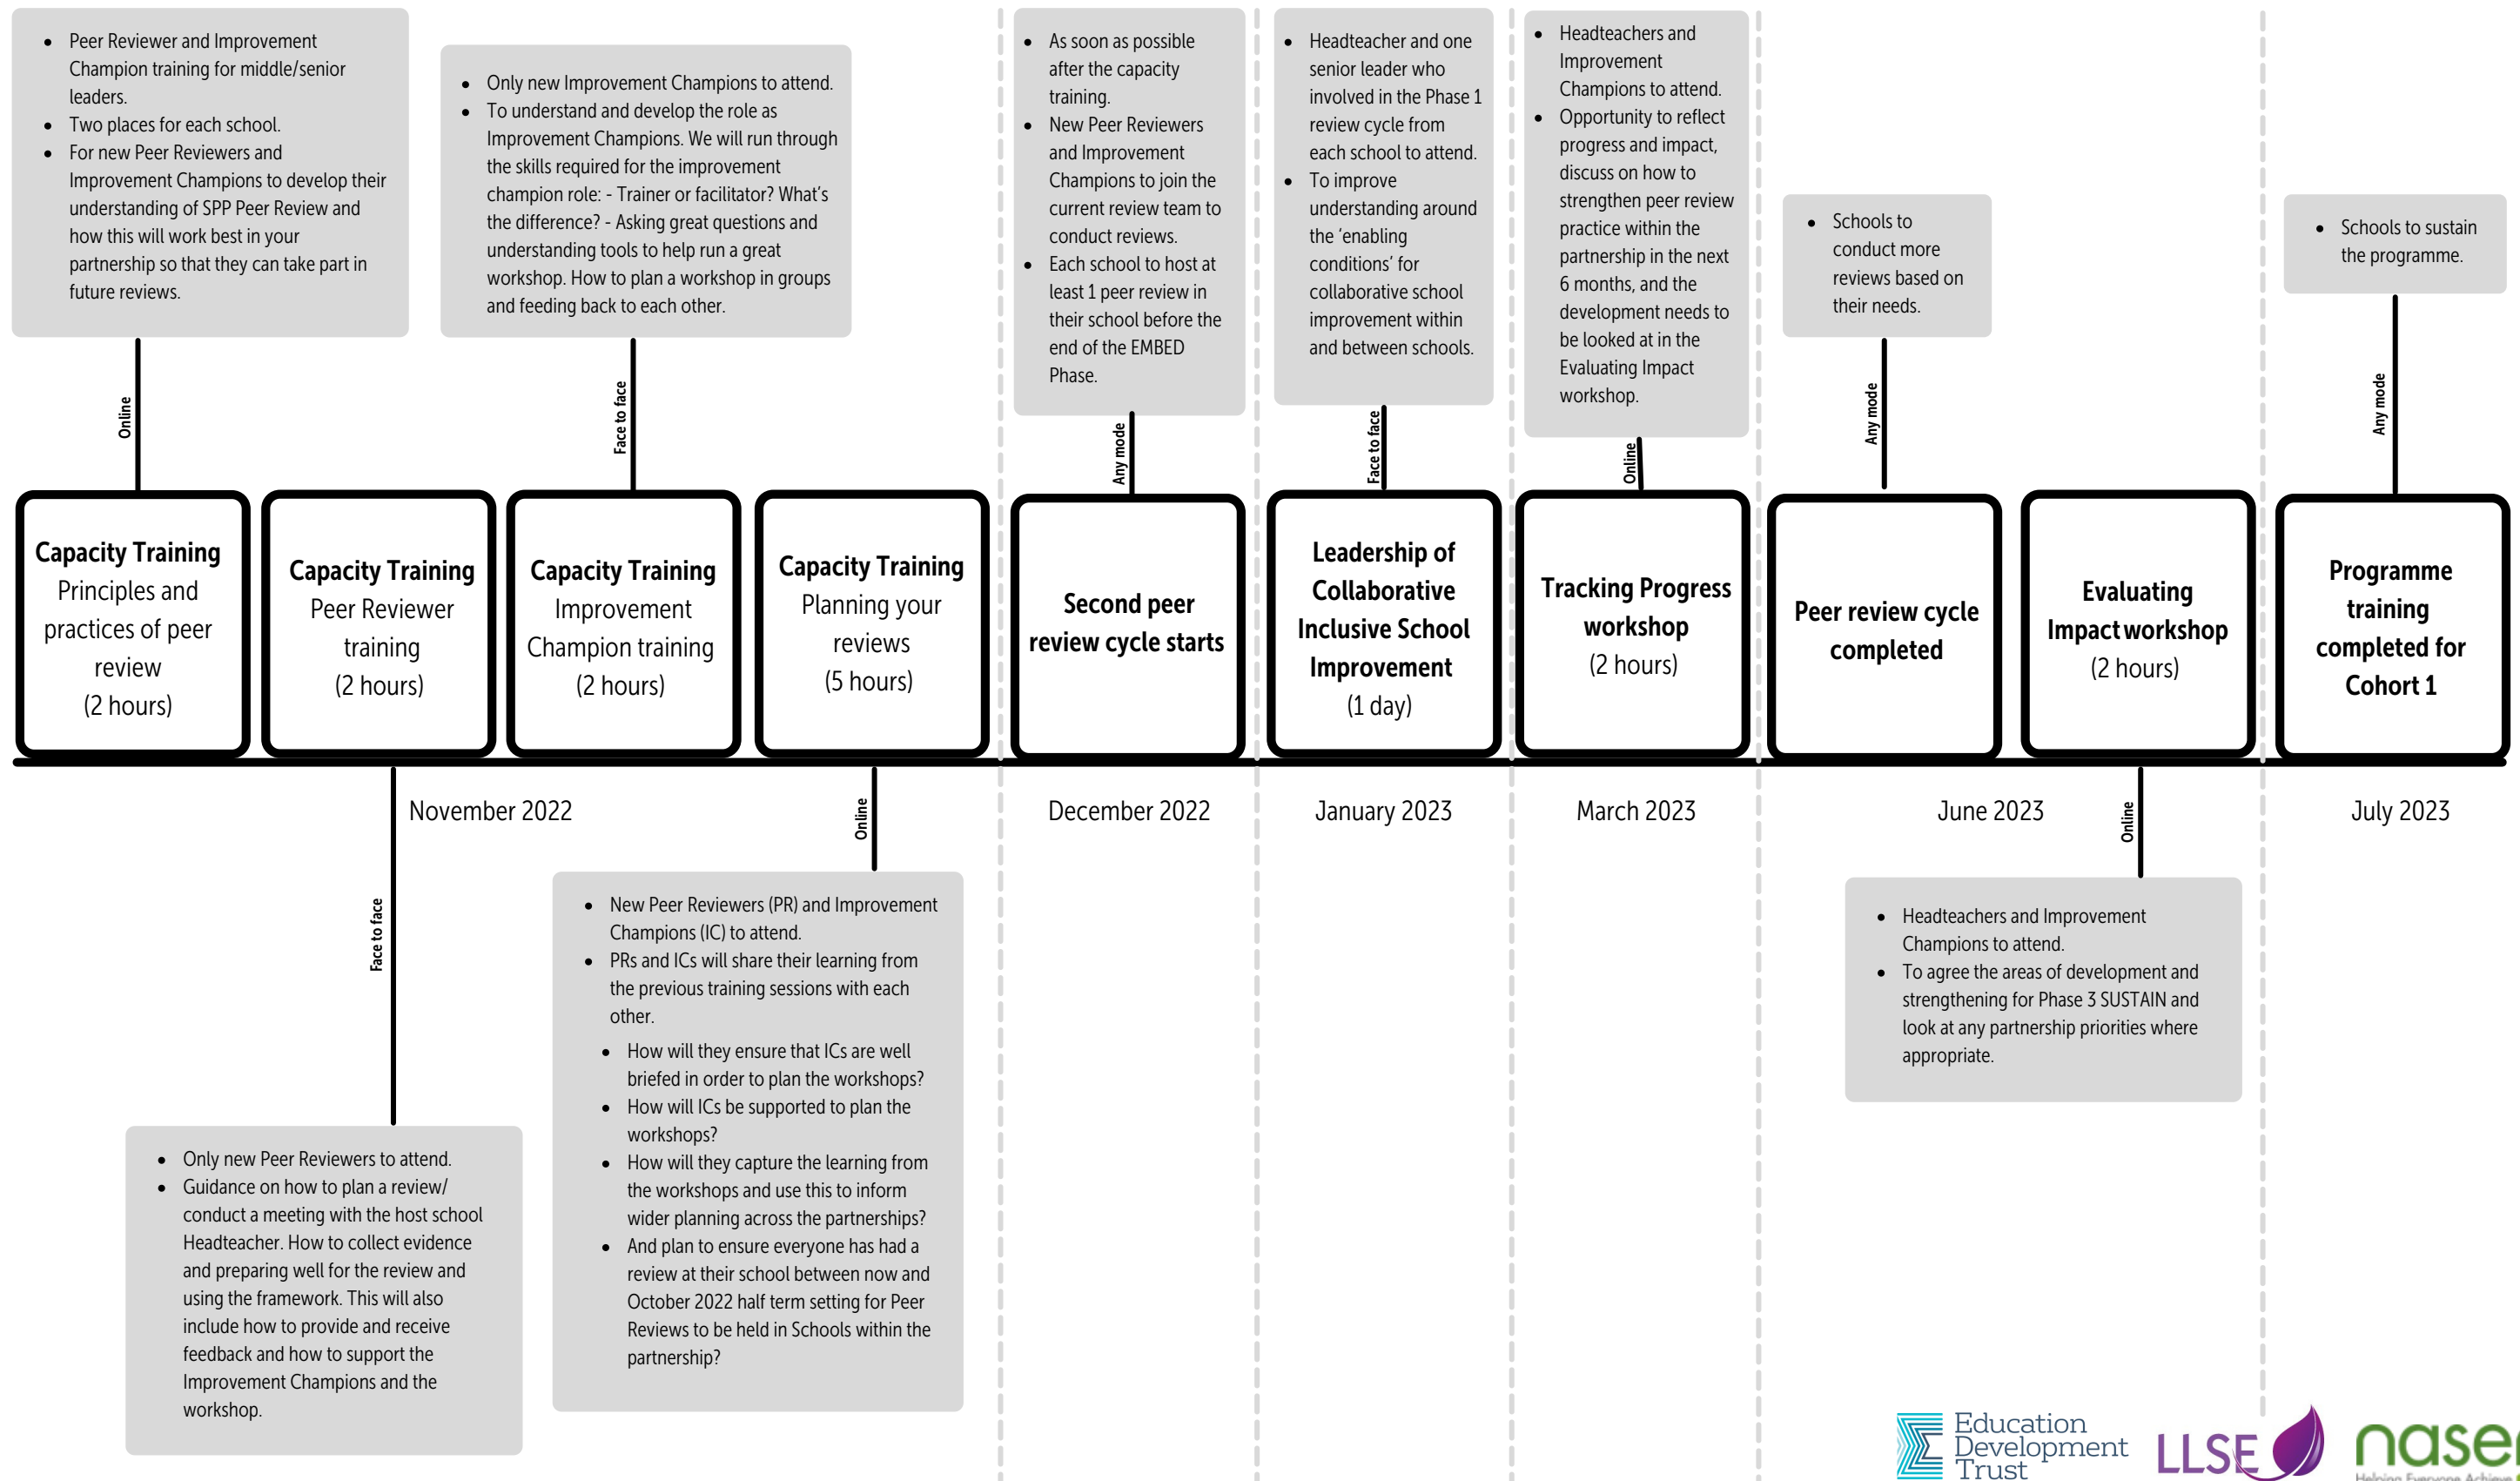 Peer Reviewer and Improvement
Champion training for middle/senior
leaders.
Two places for each school.
For new Peer Reviewers and
Improvement Champions to develop their
understanding of SPP Peer Review and
how this will work best in your
partnership so that they can take part in
future reviews.
Only new Improvement Champions to attend.
To understand and develop the role as
Improvement Champions. We will run through
the skills required for the improvement
champion role: - Trainer or facilitator? What's
the difference? - Asking great questions and
understanding tools to help run a great
workshop. How to plan a workshop in groups
and feeding back to each other.
As soon as possible
after the capacity
training.
New Peer Reviewers
and Improvement
Champions to join the
current review team to
conduct reviews.
Each school to host at
least 1 peer review in
their school before the
end of the EMBED
Phase.
Headteacher and one
senior leader who
involved in the Phase 1
review cycle from
each school to attend.
To improve
understanding around
the 'enabling
conditions' for
collaborative school
improvement within
and between schools.
Headteachers and
Improvement
Champions to attend.
Opportunity to reflect
progress and impact,
discuss on how to
strengthen peer review
practice within the
partnership in the next
6 months, and the
development needs to
be looked at in the
Evaluating Impact
workshop.
Schools to
conduct more
reviews based on
their needs.
Schools to sustain
the programme.
Online
Face to face
Any mode
Face to face
Online
Any mode
Any mode
Capacity Training
Principles and
practices of peer
review
(2 hours)
Capacity Training
Peer Reviewer
training
(2 hours)
Capacity Training
Improvement
Champion training
(2 hours)
Capacity Training
Planning your
reviews
(5 hours)
Second peer
review cycle starts
Leadership of
Collaborative
Inclusive School
Improvement
(1 day)
Tracking Progress
workshop
(2 hours)
Peer review cycle
completed
Evaluating
Impact workshop
(2 hours)
Programme
training
completed for
Cohort 1
November 2022
December 2022
January 2023
March 2023
June 2023
July 2023
Face to face
Online
Online
Only new Peer Reviewers to attend.
Guidance on how to plan a review/
conduct a meeting with the host school
Headteacher. How to collect evidence
and preparing well for the review and
using the framework. This will also
include how to provide and receive
feedback and how to support the
Improvement Champions and the
workshop.
New Peer Reviewers (PR) and Improvement
Champions (IC) to attend.
PRs and ICs will share their learning from
the previous training sessions with each
other.
How will they ensure that ICs are well
briefed in order to plan the workshops?
How will ICs be supported to plan the
workshops?
How will they capture the learning from
the workshops and use this to inform
wider planning across the partnerships?
And plan to ensure everyone has had a
review at their school between now and
October 2022 half term setting for Peer
Reviews to be held in Schools within the
partnership?
Headteachers and Improvement
Champions to attend.
To agree the areas of development and
strengthening for Phase 3 SUSTAIN and
look at any partnership priorities where
appropriate.
Education
Development
Trust
LLSE
nasen
Helping Everyone Achieve